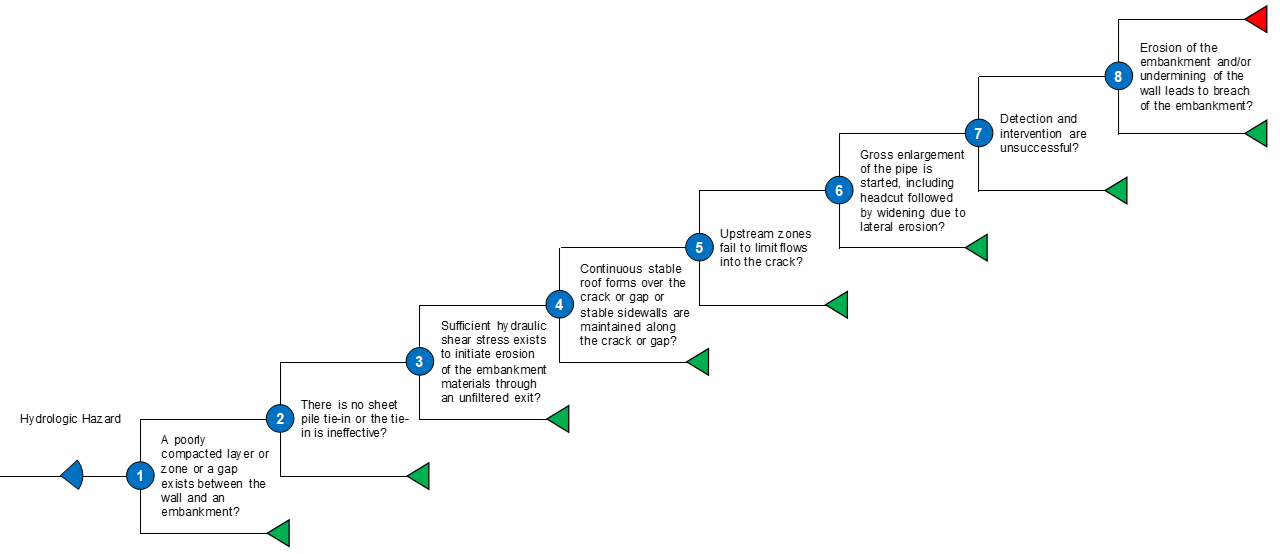 Hydrologic Hazard
1
A poorly
compacted layer or
zone or a gap
exists between the
wall and an
embankment?
2
There is no sheet
pile tie-in or the tie-
in is ineffective?
3
Sufficient hydraulic
shear stress exists
to initiate erosion
of the embankment
materials through
an unfiltered exit?
4
Continuous stable
roof forms over the
crack or gap or
stable sidewalls are
maintained along
the crack or gap?
5
Upstream zones
fail to limit flows
into the crack?
6
Gross enlargement
of the pipe is
started, including
headcut followed
by widening due to
lateral erosion?
7
Detection and
intervention are
unsuccessful?
8
Erosion of the
embankment and/or
undermining of the
wall leads to breach
of the embankment?